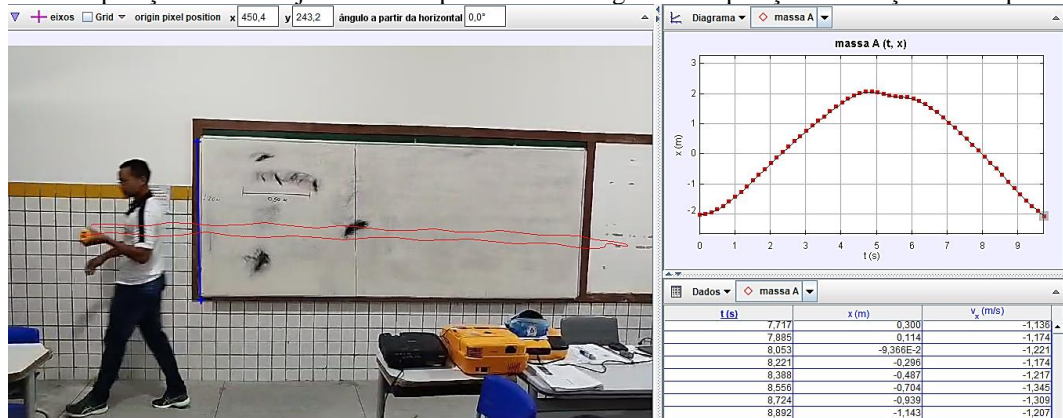 eixos Grid origin pixel position x 450,4 y 243,2 ângulo a partir da horizontal 0,0°
0,50 m
Diagrama massa A
massa A (t, x)
3
2
1
0
-1
-2
x (m)
0 1 2 3 4 5 6 7 8 9
t (s)
Dados massa A
t (s) x (m) vx (m/s)
7,717 0,300 -1,136
7,885 0,114 -1,174
8,053 -9,366E-2 -1,221
8,221 -0,296 -1,174
8,388 -0,487 -1,217
8,556 -0,704 -1,345
8,724 -0,939 -1,309
8,892 -1,143 -1,207